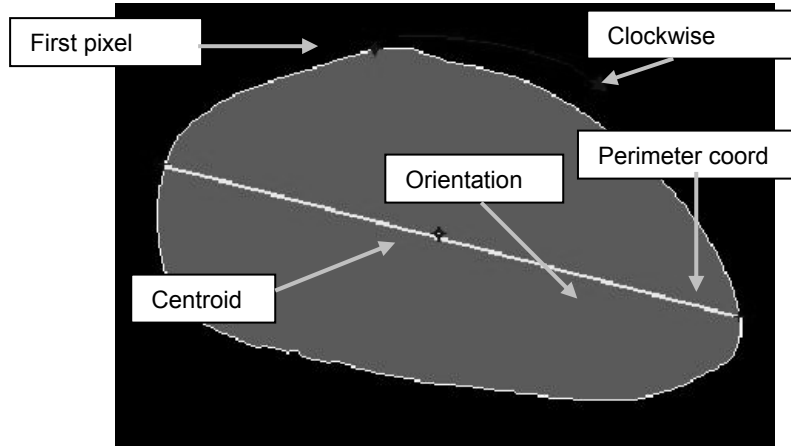 First pixel
Clockwise
Perimeter coord
Orientation
Centroid